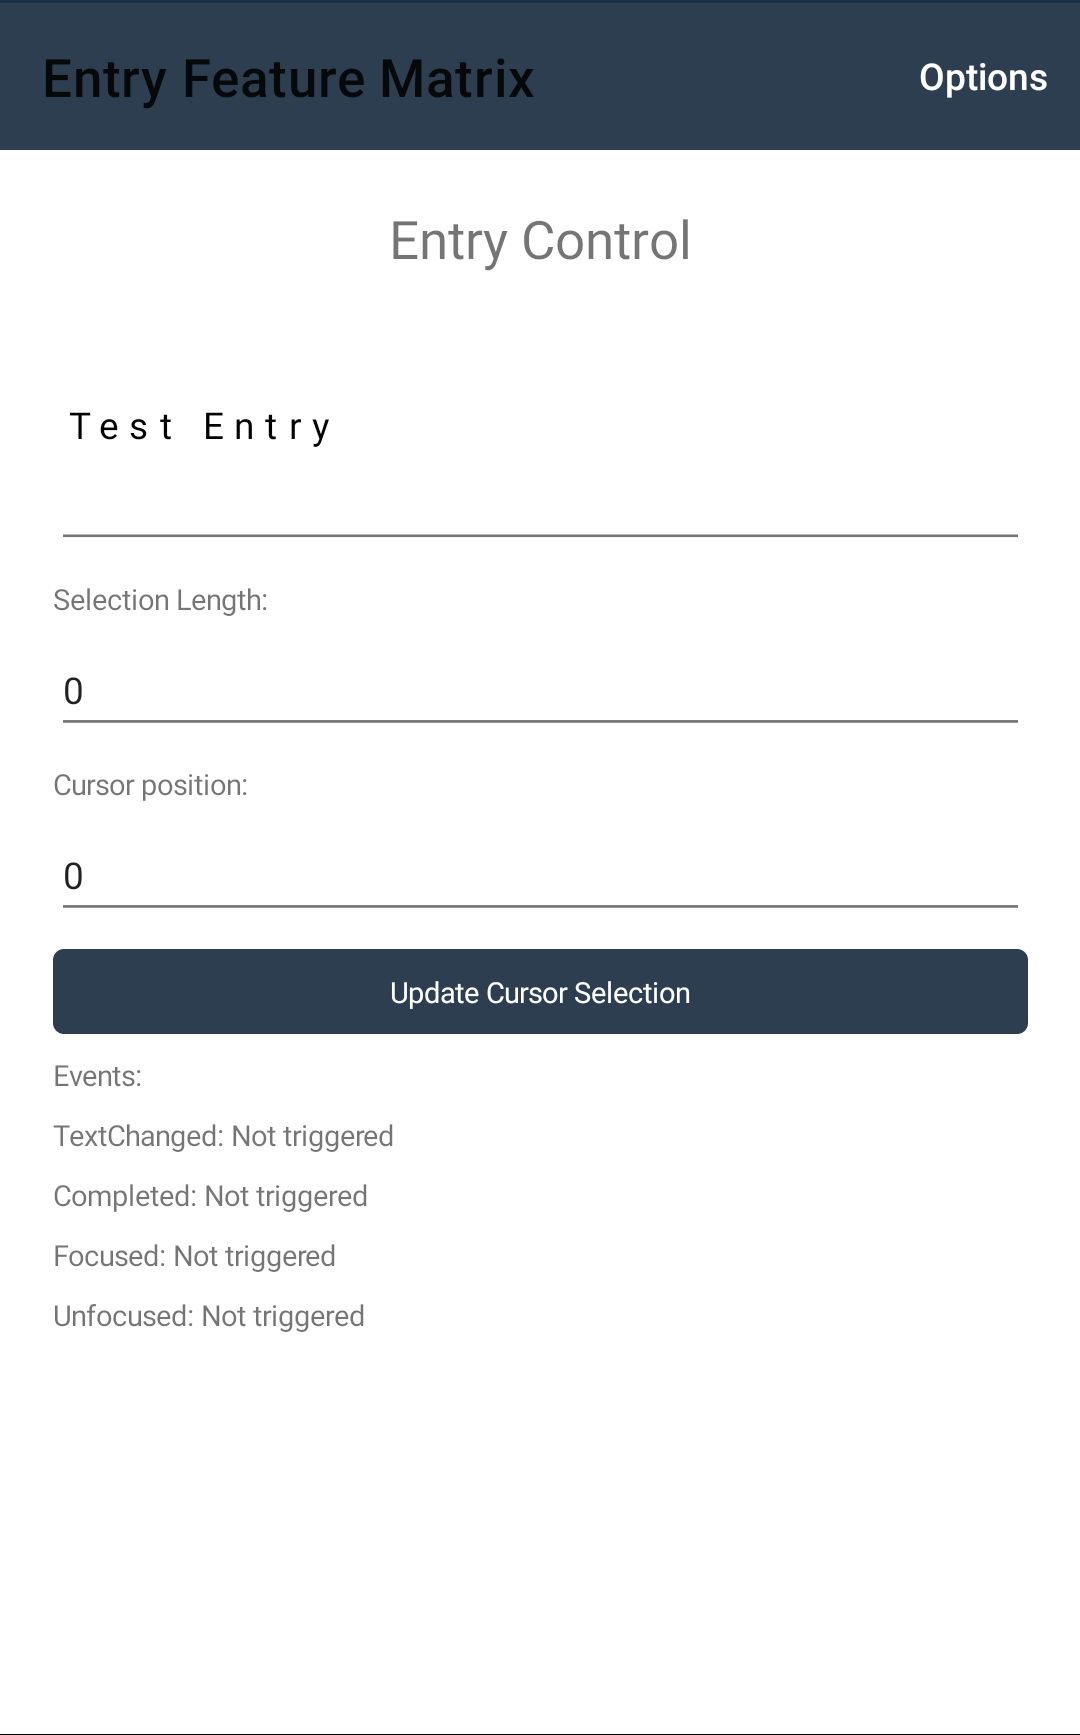 Entry Feature Matrix
Options
Entry Control
Test Entry
Selection Length:
0
Cursor position:
0
Update Cursor Selection
Events:
TextChanged: Not triggered
Completed: Not triggered
Focused: Not triggered
Unfocused: Not triggered